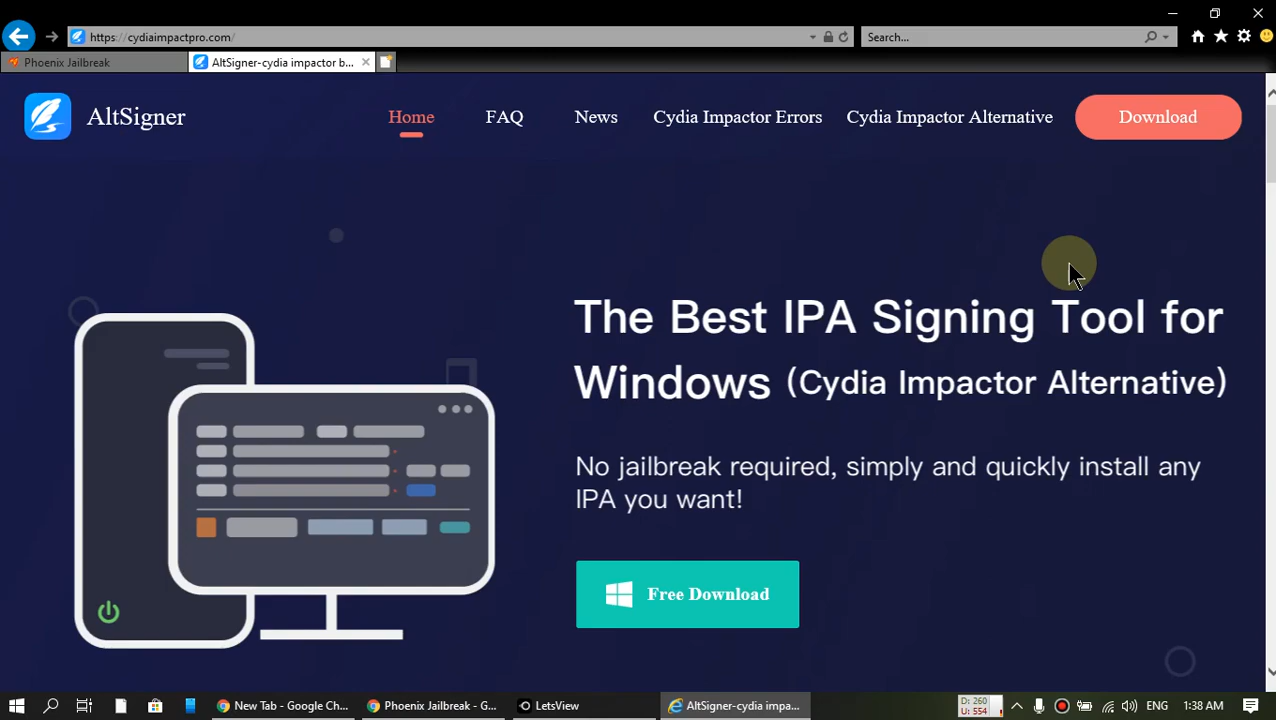 https://cydiaimpactpro.com/
Search...
Phoenix Jailbreak
AltSigner-cydia impactor b...
AltSigner
Home
FAQ
News
Cydia Impactor Errors
Cydia Impactor Alternative
Download
The Best IPA Signing Tool for
Windows (Cydia Impactor Alternative)
No jailbreak required, simply and quickly install any
IPA you want!
Free Download
New Tab - Google Ch...
Phoenix Jailbreak - G...
LetsView
AltSigner-cydia impa...
D: 260
U: 554
ENG
1:38 AM